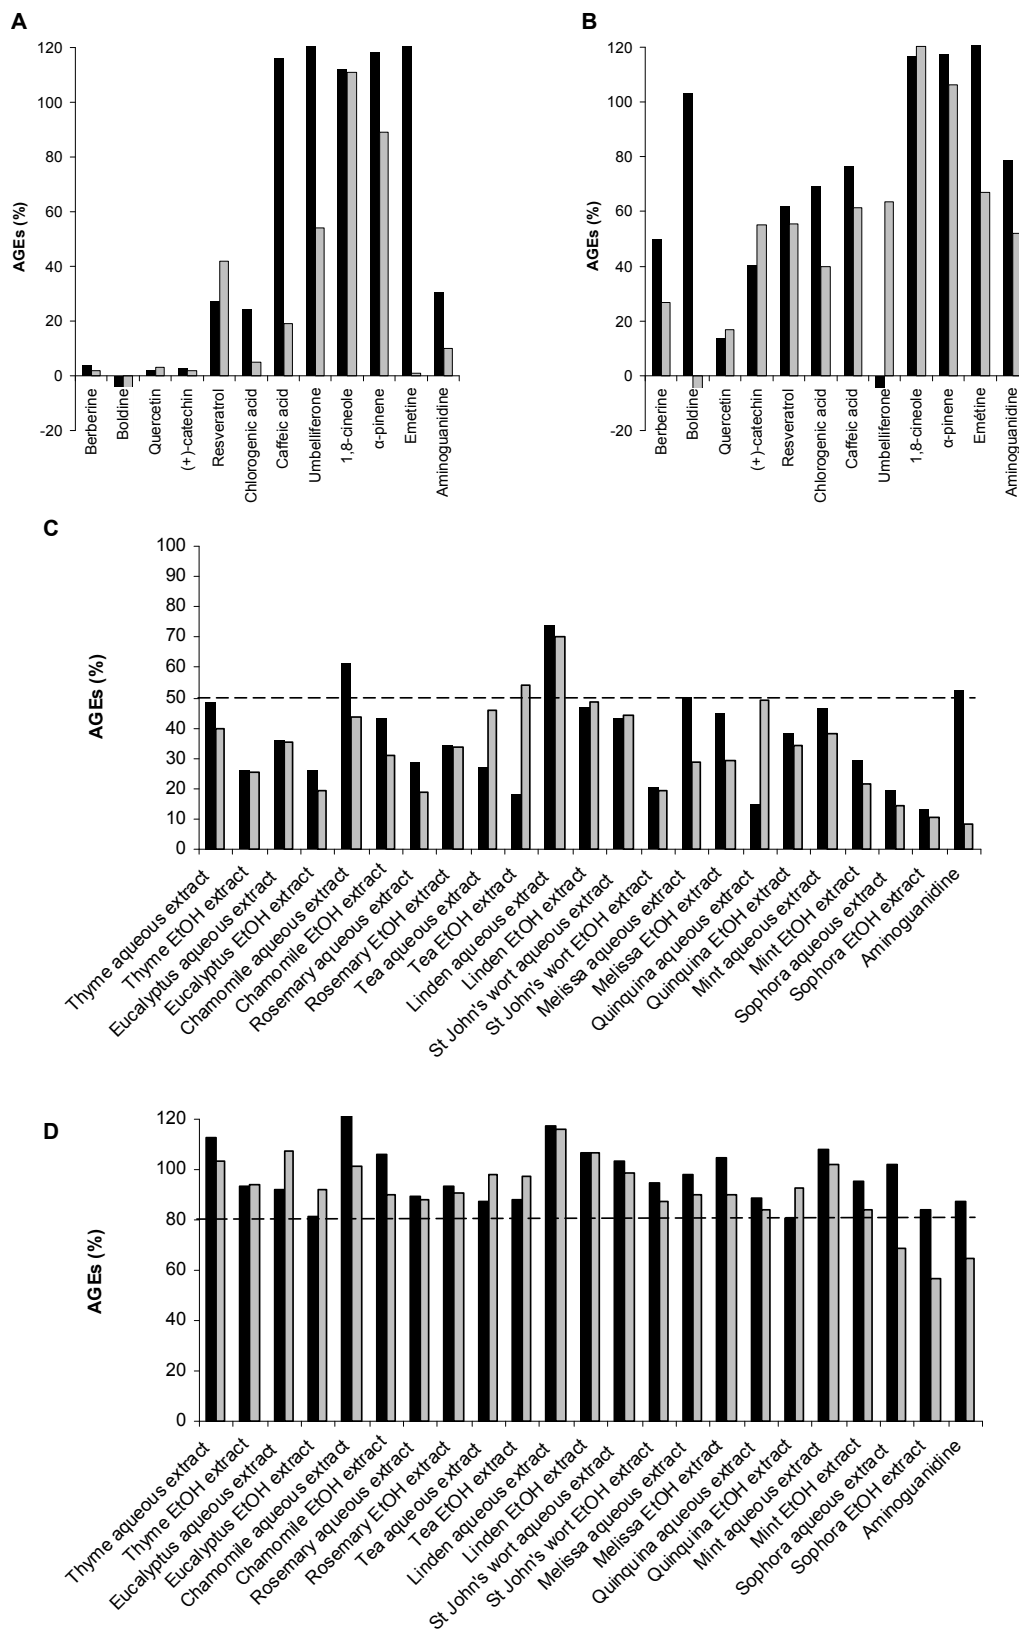 A
120
100
80
60
40
20
0
-20
AGEs (%)
Berberine
Boldine
Quercetin
(+)-catechin
Resveratrol
Chlorogenic acid
Caffeic acid
Umbelliferone
1,8-cineole
α-pinene
Emetine
Aminoguanidine
B
120
100
80
60
40
20
0
-20
AGEs (%)
Berberine
Boldine
Quercetin
(+)-catechin
Resveratrol
Chlorogenic acid
Caffeic acid
Umbelliferone
1,8-cineole
α-pinene
Emetine
Aminoguanidine
C
100
90
80
70
60
50
40
30
20
10
0
AGEs (%)
Thyme aqueous extract
Thyme EtOH extract
Eucalyptus aqueous extract
Eucalyptus EtOH extract
Chamomile aqueous extract
Chamomile EtOH extract
Rosemary aqueous extract
Rosemary EtOH extract
Tea aqueous extract
Tea EtOH extract
Linden aqueous extract
Linden EtOH extract
St John's wort aqueous extract
St John's wort EtOH extract
Melissa aqueous extract
Melissa EtOH extract
Quinquina aqueous extract
Quinquina EtOH extract
Mint aqueous extract
Mint EtOH extract
Sophora aqueous extract
Sophora EtOH extract
Aminoguanidine
D
120
100
80
60
40
20
0
AGEs (%)
Thyme aqueous extract
Thyme EtOH extract
Eucalyptus aqueous extract
Eucalyptus EtOH extract
Chamomile aqueous extract
Chamomile EtOH extract
Rosemary aqueous extract
Rosemary EtOH extract
Tea aqueous extract
Tea EtOH extract
Linden aqueous extract
Linden EtOH extract
St John's wort aqueous extract
St John's wort EtOH extract
Melissa aqueous extract
Melissa EtOH extract
Quinquina aqueous extract
Quinquina EtOH extract
Mint aqueous extract
Mint EtOH extract
Sophora aqueous extract
Sophora EtOH extract
Aminoguanidine